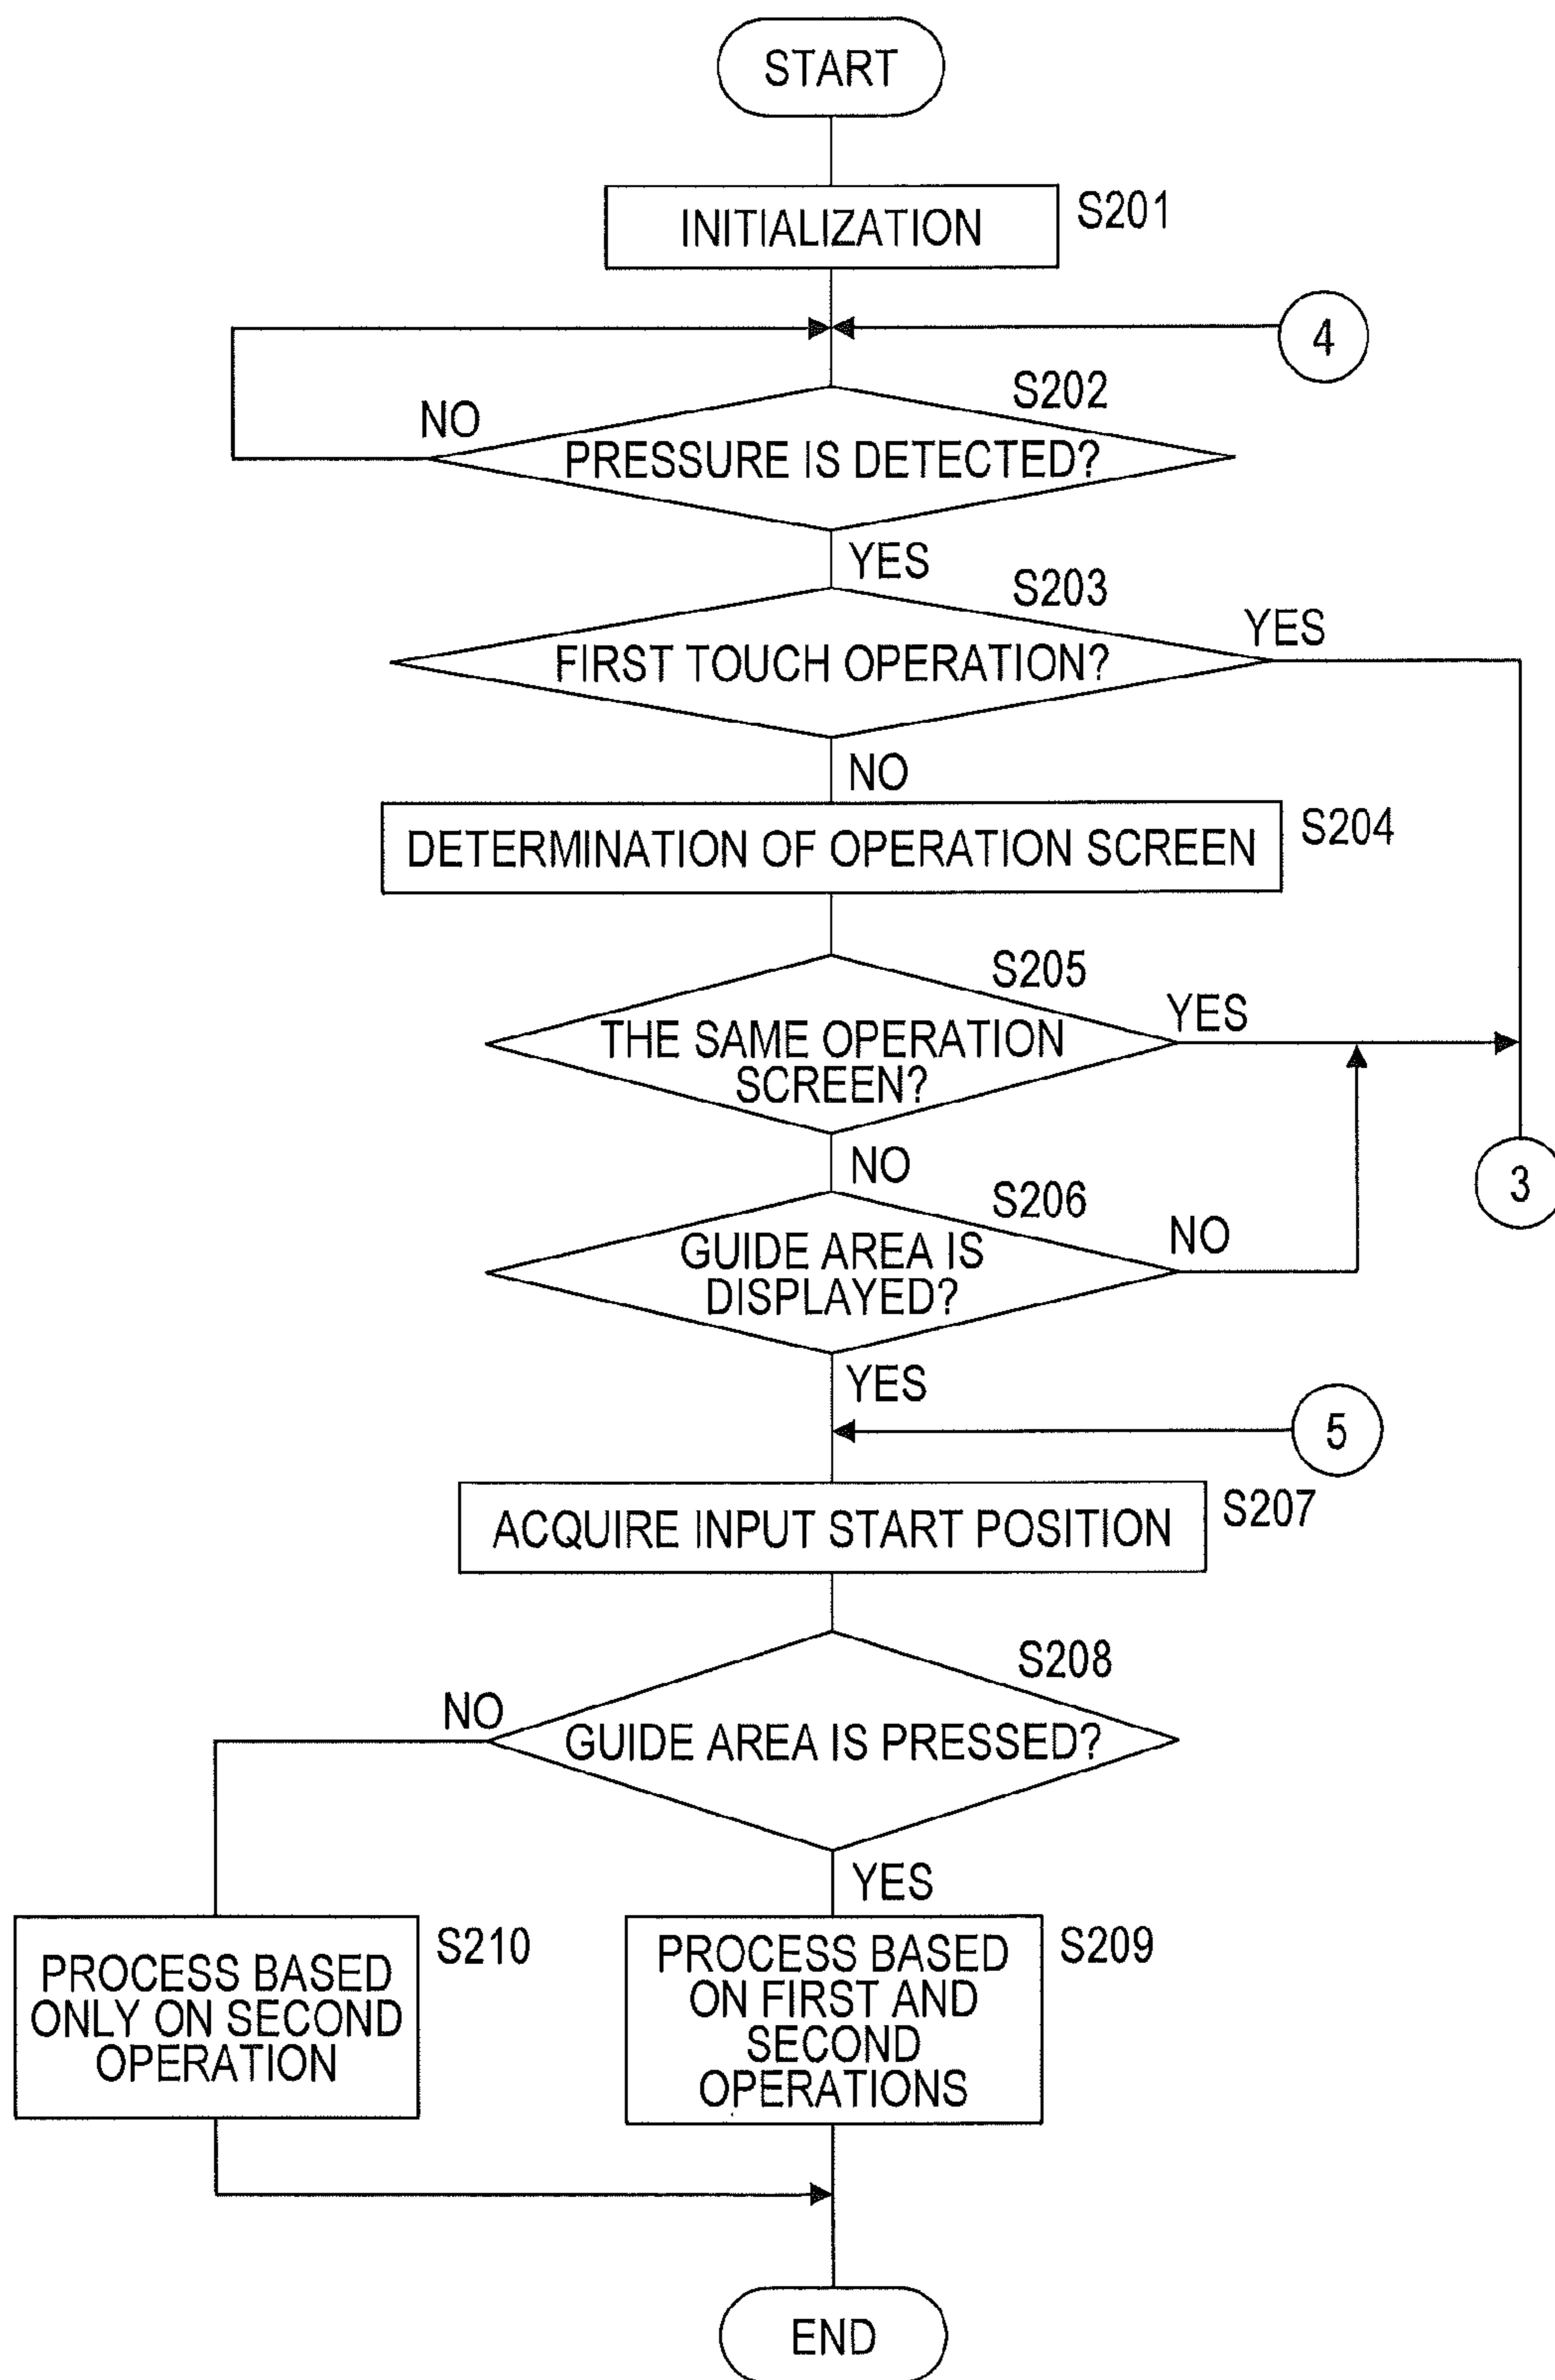 START
INITIALIZATION
S201
4
S202
NO
PRESSURE IS DETECTED?
YES
S203
YES
FIRST TOUCH OPERATION?
NO
DETERMINATION OF OPERATION SCREEN
S204
S205
YES
THE SAME OPERATION
SCREEN?
NO
3
S206
NO
GUIDE AREA IS
DISPLAYED?
YES
5
ACQUIRE INPUT START POSITION
S207
S208
NO
GUIDE AREA IS PRESSED?
YES
PROCESS BASED
ONLY ON SECOND
OPERATION
S210
PROCESS BASED
ON FIRST AND
SECOND
OPERATIONS
S209
END